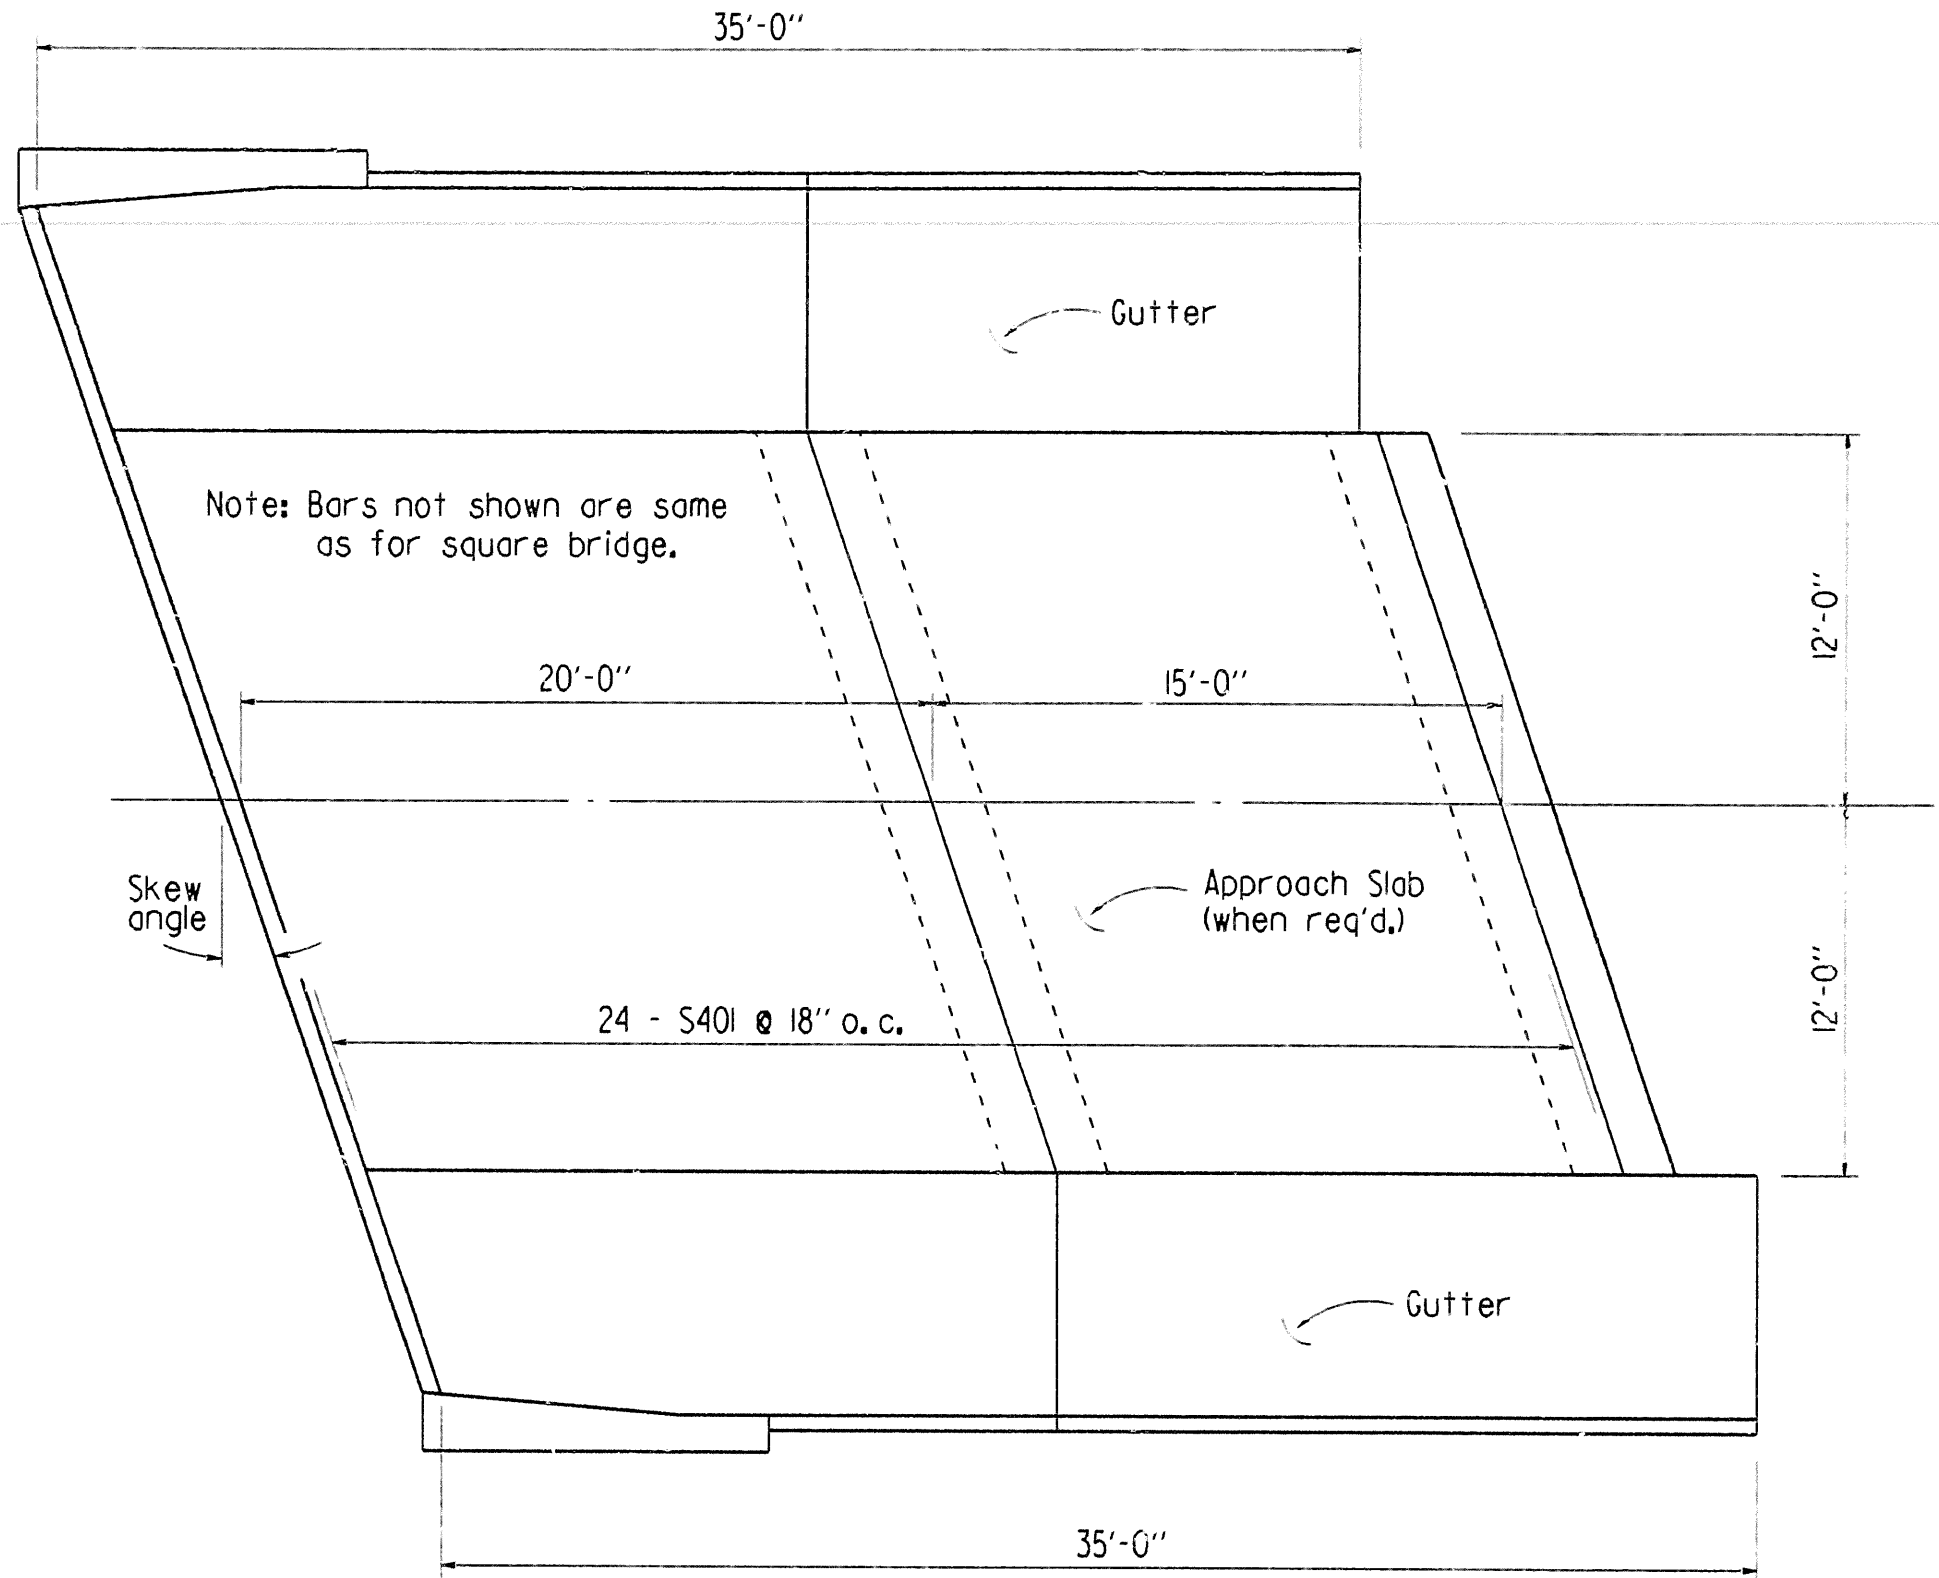 35'-0"
Gutter
Note: Bars not shown are same
as for square bridge.
12'-0"
20'-0"
15'-0"
Skew
angle
Approach Slab
(when req'd.)
12'-0"
24 - S401 @ 18" o.c.
Gutter
35'-0"